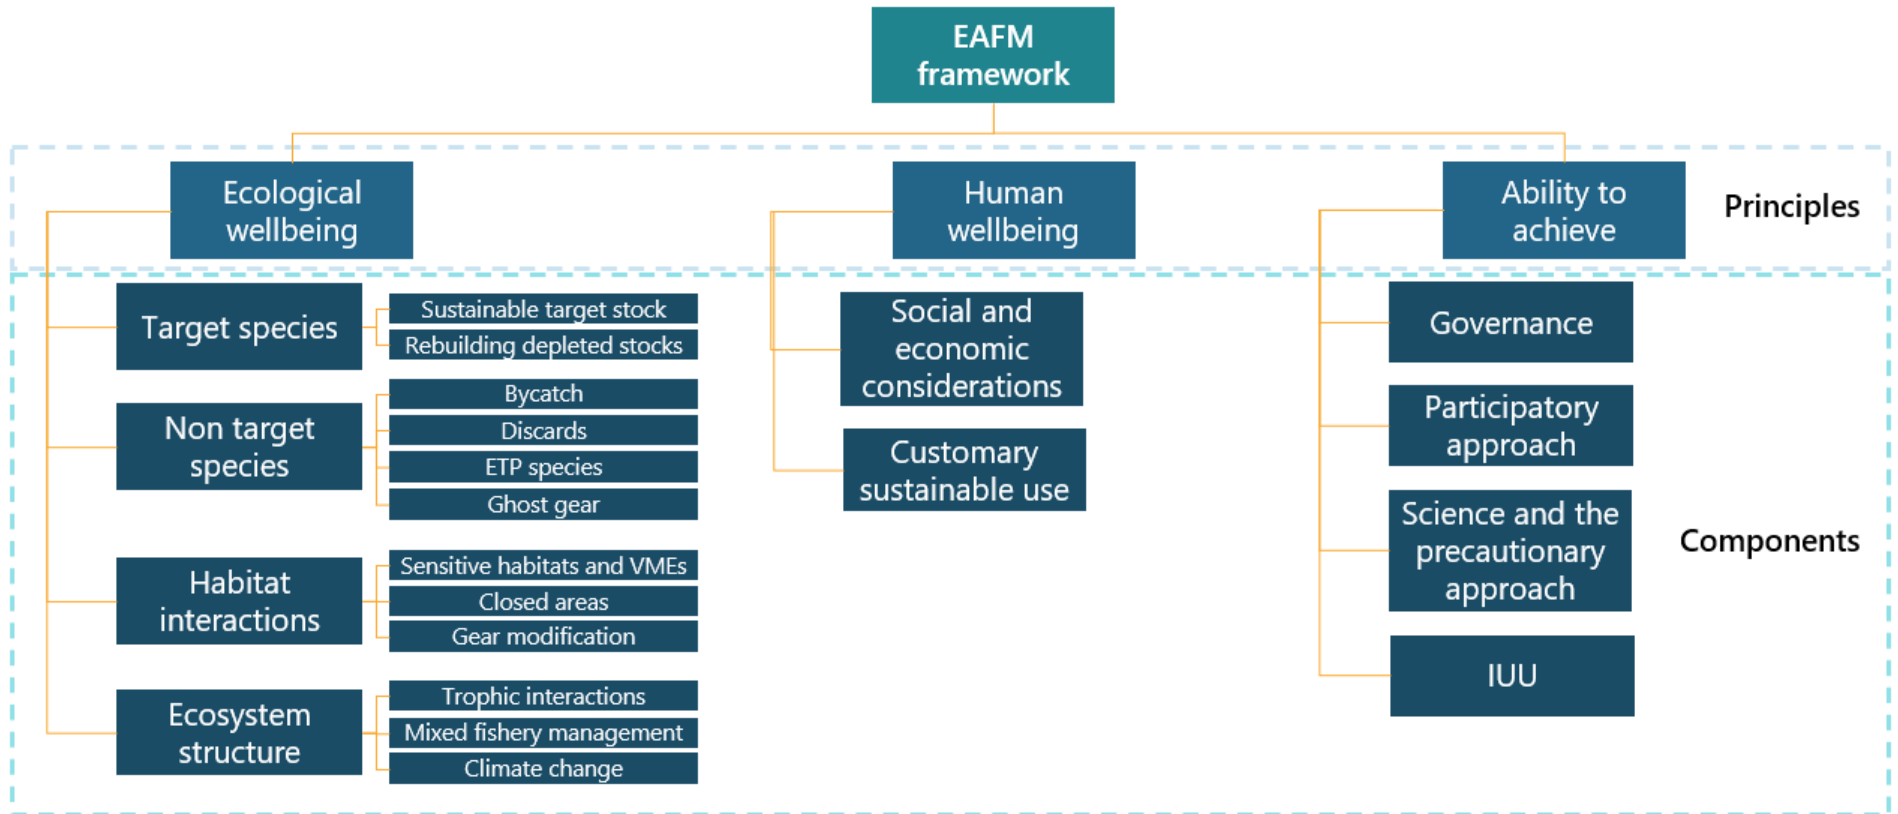 EAFM
framework
Ecological
wellbeing
Human
wellbeing
Ability to
achieve
Principles
Target species
Sustainable target stock
Rebuilding depleted stocks
Non target
species
Bycatch
Discards
ETP species
Ghost gear
Habitat
interactions
Sensitive habitats and VMEs
Closed areas
Gear modification
Ecosystem
structure
Trophic interactions
Mixed fishery management
Climate change
Social and
economic
considerations
Customary
sustainable use
Governance
Participatory
approach
Science and the
precautionary
approach
IUU
Components